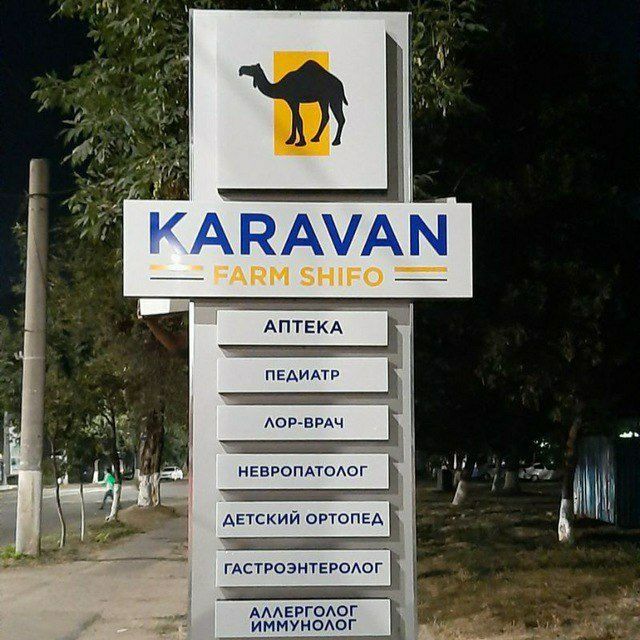 KARAVAN
FARM SHIFO
АПТЕКА
ПЕДИАТР
ЛОР-ВРАЧ
НЕВРОПАТОЛОГ
ДЕТСКИЙ ОРТОПЕД
ГАСТРОЭНТЕРОЛОГ
АЛЛЕРГОЛОГ
ИММУНОЛОГ